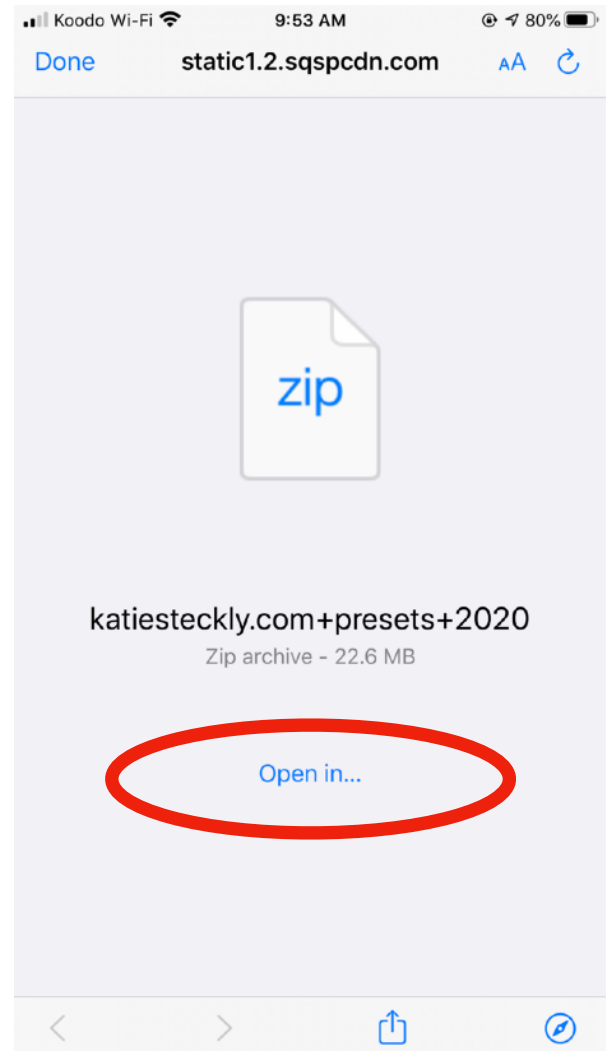 Koodo Wi-Fi 9:53 AM 80%
Done static1.2.sqspcdn.com AA
zip
katiesteckly.com+presets+2020
Zip archive - 22.6 MB
Open in...